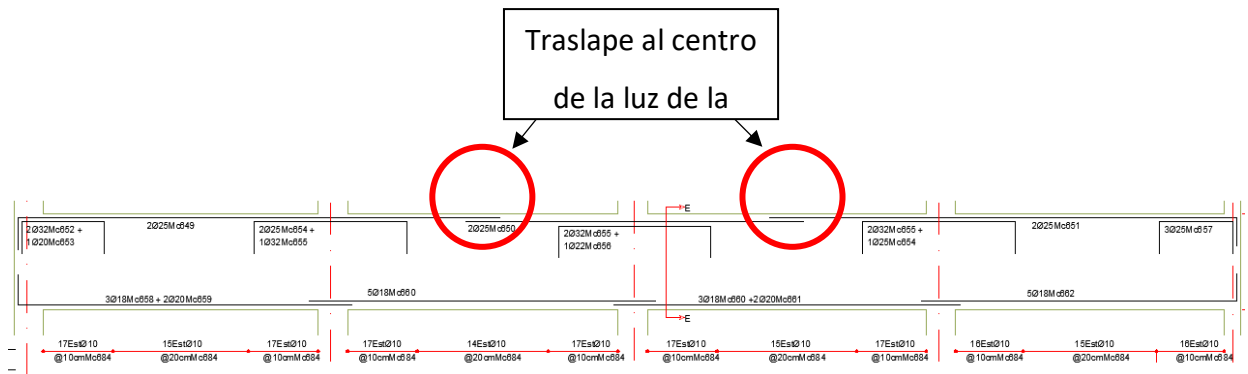 Traslape al centro
de la luz de la
E
2Ø32Mc652 +
1Ø20Mc653
2Ø25Mc649
2Ø25Mc654 +
1Ø32Mc655
2Ø25Mc650
2Ø32Mc655 +
1Ø22Mc656
2Ø32Mc655 +
1Ø25Mc654
2Ø25Mc651
3Ø25Mc657
3Ø18Mc658 + 2Ø20Mc659
5Ø18Mc660
3Ø18Mc660 +2Ø20Mc661
5Ø18Mc662
E
17EstØ10
@10cmMc684
15EstØ10
@20cmMc684
17EstØ10
@10cmMc684
17EstØ10
@10cmMc684
14EstØ10
@20cmMc684
17EstØ10
@10cmMc684
17EstØ10
@10cmMc684
15EstØ10
@20cmMc684
17EstØ10
@10cmMc684
16EstØ10
@10cmMc684
15EstØ10
@20cmMc684
16EstØ10
@10cmMc684